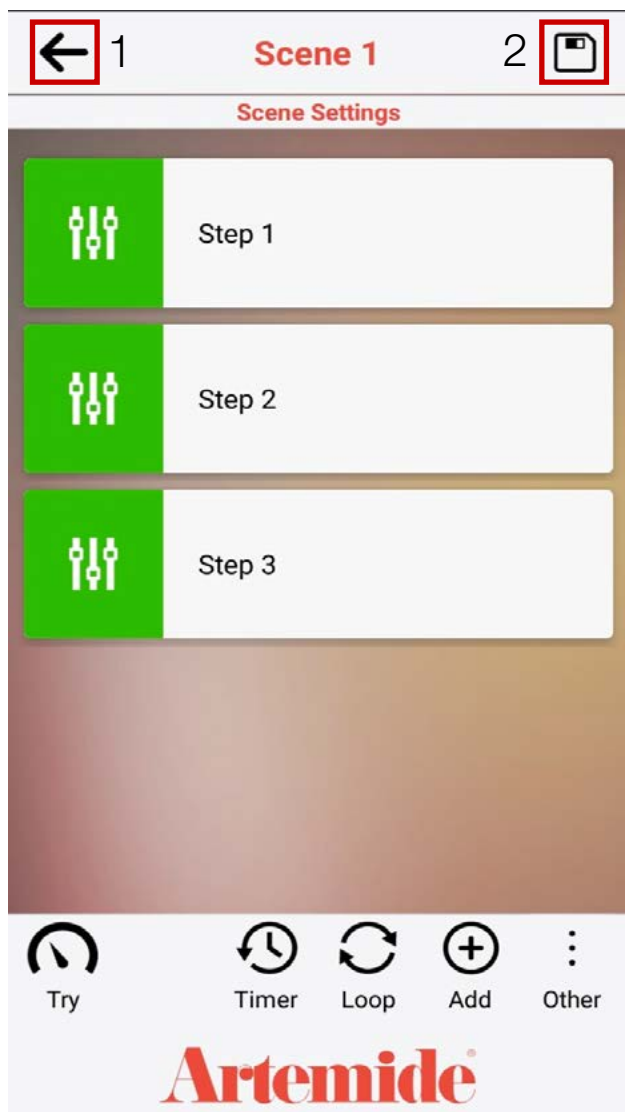 1 Scene 1 2
Scene Settings
Step 1
Step 2
Step 3
Try Timer Loop Add Other
Artemide®